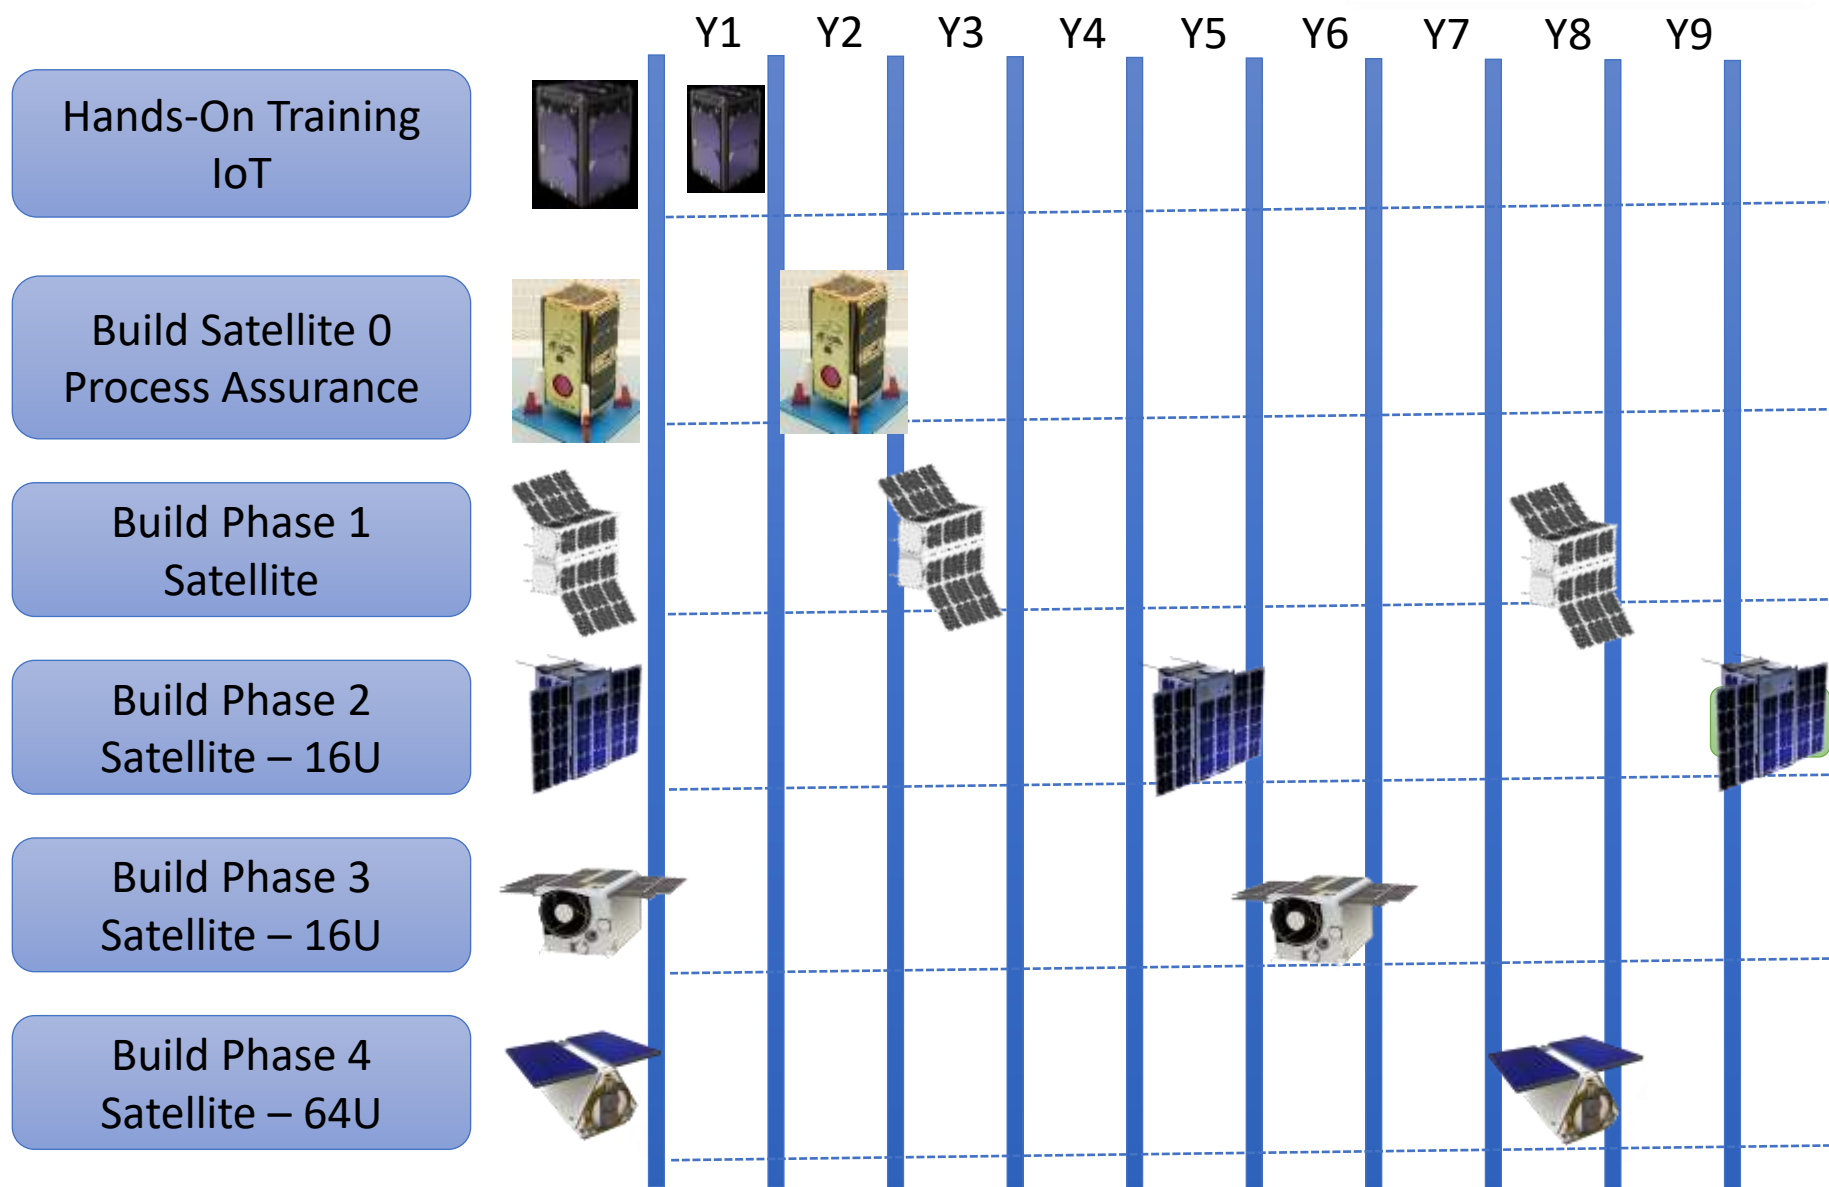 Y1 Y2 Y3 Y4 Y5 Y6 Y7 Y8 Y9
Hands-On Training
IoT
Build Satellite 0
Process Assurance
Build Phase 1
Satellite
Build Phase 2
Satellite – 16U
Build Phase 3
Satellite – 16U
Build Phase 4
Satellite – 64U